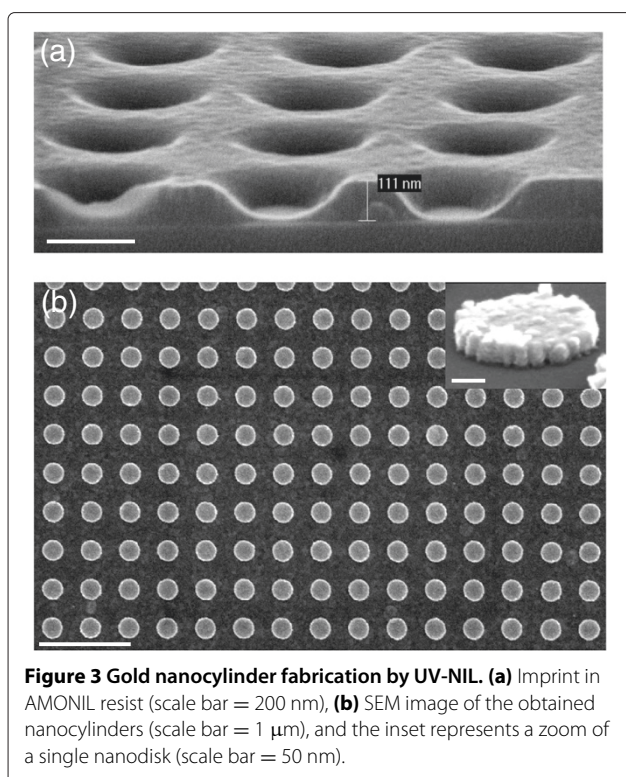 (a)
111 nm
(b)
Figure 3 Gold nanocylinder fabrication by UV-NIL. (a) Imprint in
AMONIL resist (scale bar = 200 nm), (b) SEM image of the obtained
nanocylinders (scale bar = 1 μm), and the inset represents a zoom of
a single nanodisk (scale bar = 50 nm).